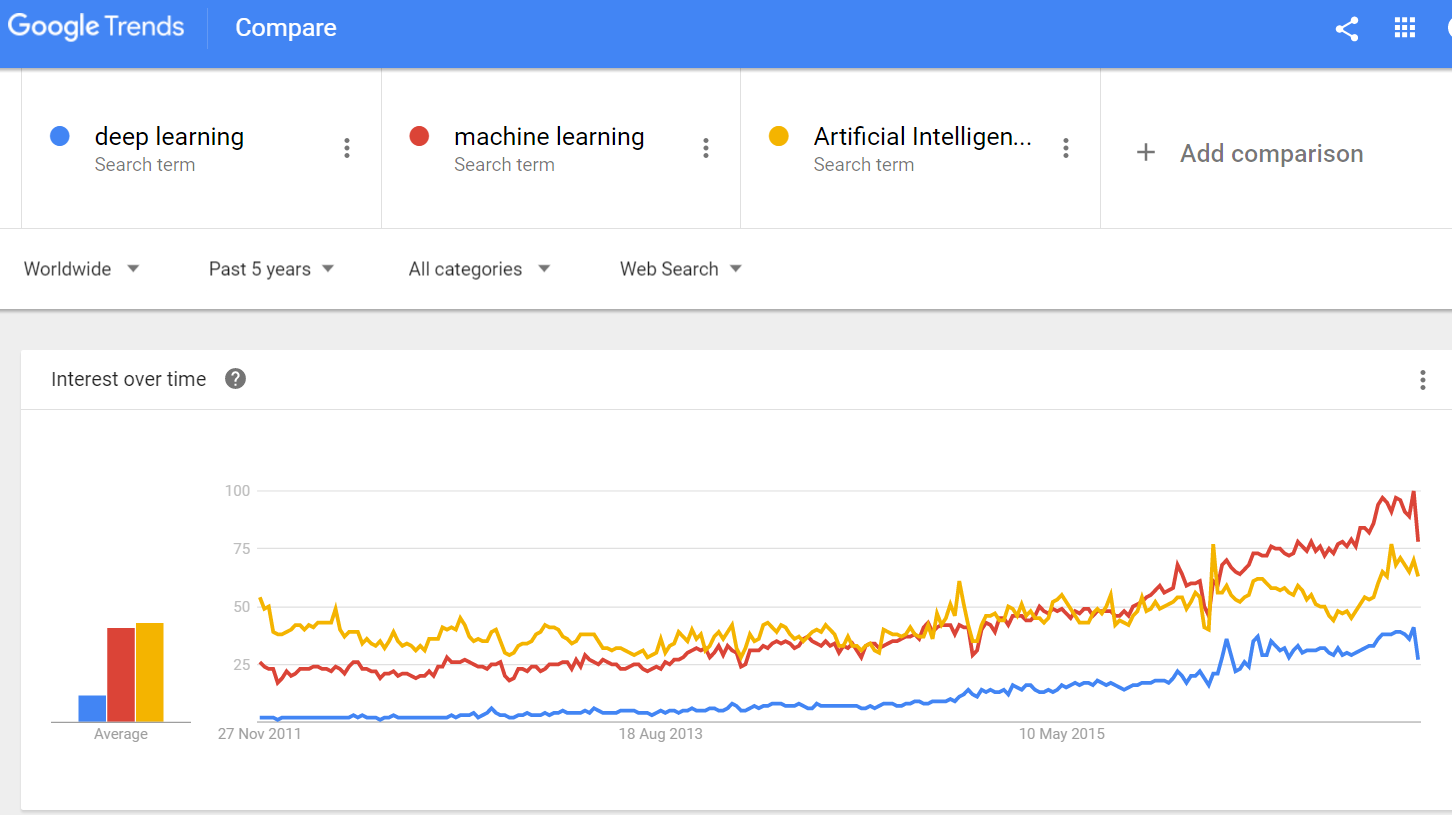 Google Trends Compare
deep learning machine learning Artificial Intelligen...
Search term Search term Search term
+ Add comparison
Worldwide Past 5 years All categories Web Search
Interest over time ?
100
75
50
25
Average 27 Nov 2011 18 Aug 2013 10 May 2015